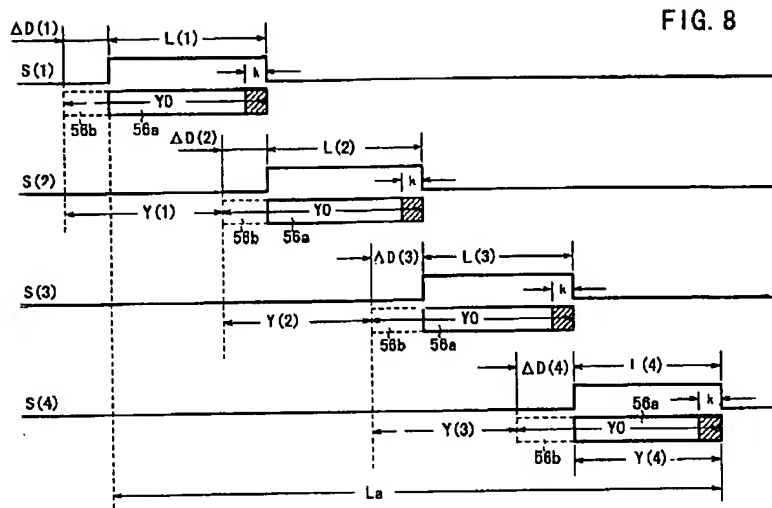 FIG. 8
ΔD(1) L(1)
S(1) k
Y0
56b 56a ΔD(2) L(2)
S(2) k
Y(1) Y0
56b 56a ΔD(3) L(3)
S(3) k
Y(2) Y0
56b 56a ΔD(4) L(4)
S(4) 56a k
Y(3) Y0
56b Y(4)
La